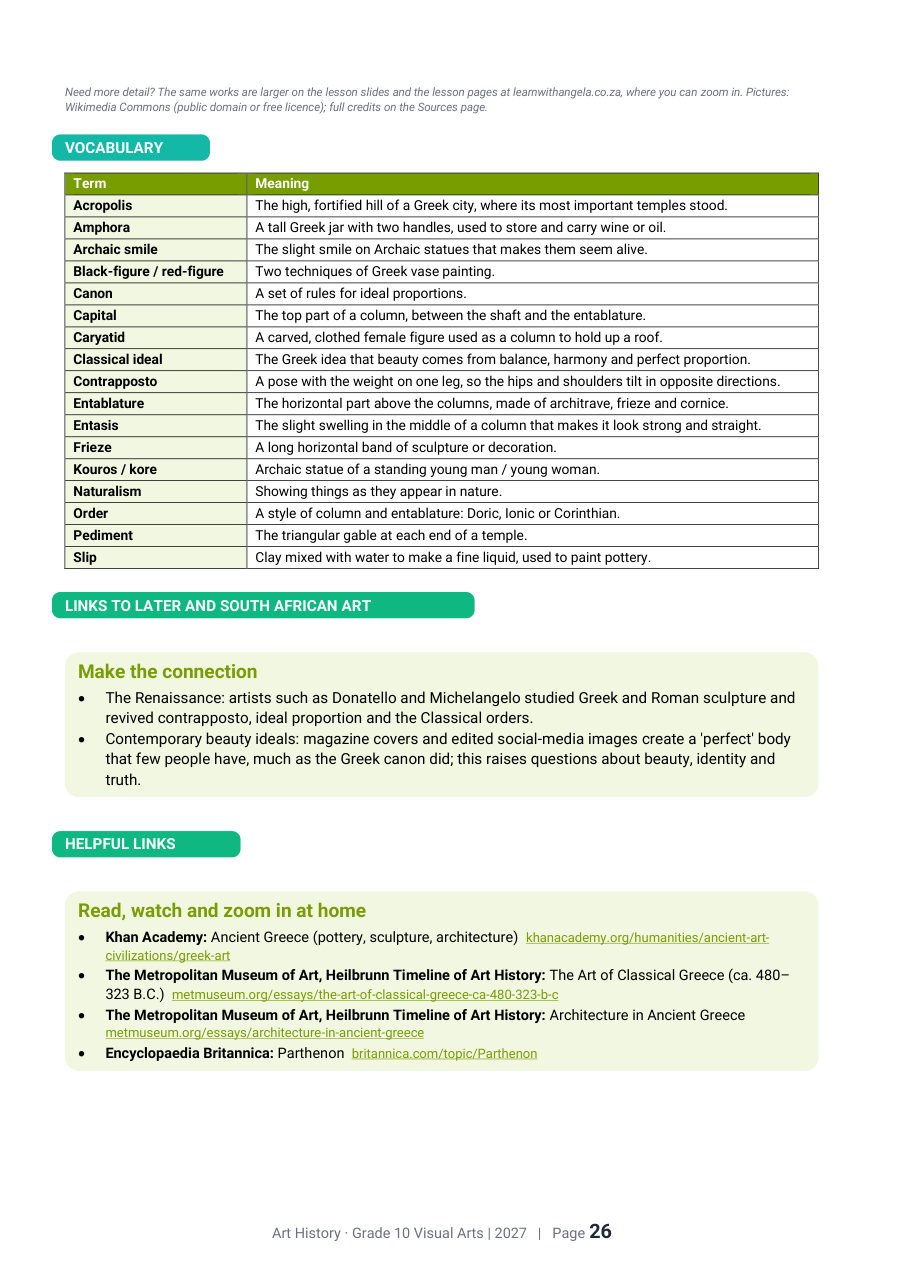 Need more detail? The same works are larger on the lesson slides and the lesson pages at learnwithangela.co.za, where you can zoom in. Pictures:
Wikimedia Commons (public domain or free licence); full credits on the Sources page.
VOCABULARY
Term Meaning
Acropolis The high, fortified hill of a Greek city, where its most important temples stood.
Amphora A tall Greek jar with two handles, used to store and carry wine or oil.
Archaic smile The slight smile on Archaic statues that makes them seem alive.
Black-figure / red-figure Two techniques of Greek vase painting.
Canon A set of rules for ideal proportions.
Capital The top part of a column, between the shaft and the entablature.
Caryatid A carved, clothed female figure used as a column to hold up a roof.
Classical ideal The Greek idea that beauty comes from balance, harmony and perfect proportion.
Contrapposto A pose with the weight on one leg, so the hips and shoulders tilt in opposite directions.
Entablature The horizontal part above the columns, made of architrave, frieze and cornice.
Entasis The slight swelling in the middle of a column that makes it look strong and straight.
Frieze A long horizontal band of sculpture or decoration.
Kouros / kore Archaic statue of a standing young man / young woman.
Naturalism Showing things as they appear in nature.
Order A style of column and entablature: Doric, Ionic or Corinthian.
Pediment The triangular gable at each end of a temple.
Slip Clay mixed with water to make a fine liquid, used to paint pottery.
LINKS TO LATER AND SOUTH AFRICAN ART
Make the connection
• The Renaissance: artists such as Donatello and Michelangelo studied Greek and Roman sculpture and
revived contrapposto, ideal proportion and the Classical orders.
• Contemporary beauty ideals: magazine covers and edited social-media images create a 'perfect' body
that few people have, much as the Greek canon did; this raises questions about beauty, identity and
truth.
HELPFUL LINKS
Read, watch and zoom in at home
• Khan Academy: Ancient Greece (pottery, sculpture, architecture) khanacademy.org/humanities/ancient-art-
civilizations/greek-art
• The Metropolitan Museum of Art, Heilbrunn Timeline of Art History: The Art of Classical Greece (ca. 480–
323 B.C.) metmuseum.org/essays/the-art-of-classical-greece-ca-480-323-b-c
• The Metropolitan Museum of Art, Heilbrunn Timeline of Art History: Architecture in Ancient Greece
metmuseum.org/essays/architecture-in-ancient-greece
• Encyclopaedia Britannica: Parthenon britannica.com/topic/Parthenon
Art History · Grade 10 Visual Arts | 2027 | Page 26